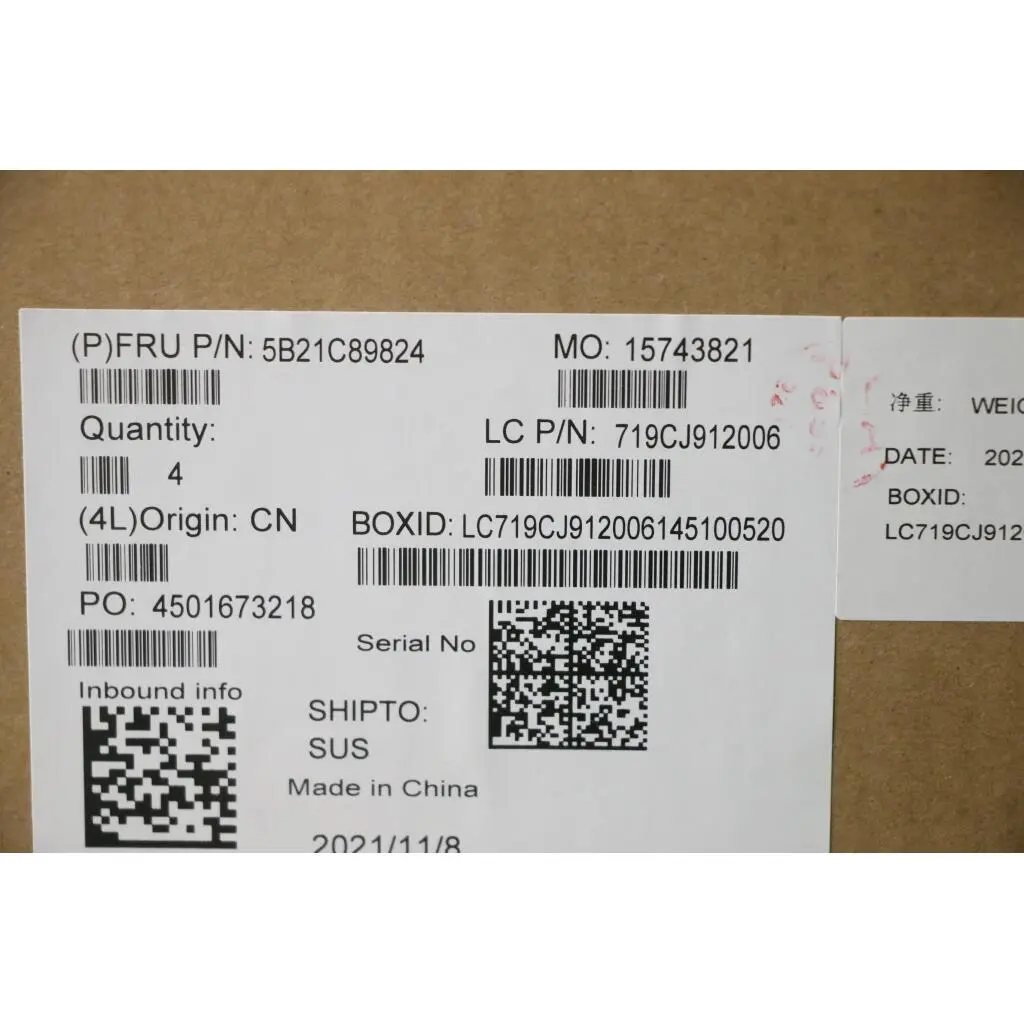 (P)FRU P/N: 5B21C89824
MO: 15743821
Quantity:
4
LC P/N: 719CJ912006
(4L)Origin: CN
BOXID: LC719CJ912006145100520
PO: 4501673218
Serial No
Inbound info
SHIPTO:
SUS
Made in China
2021/11/8
净重:
DATE:
BOXID: